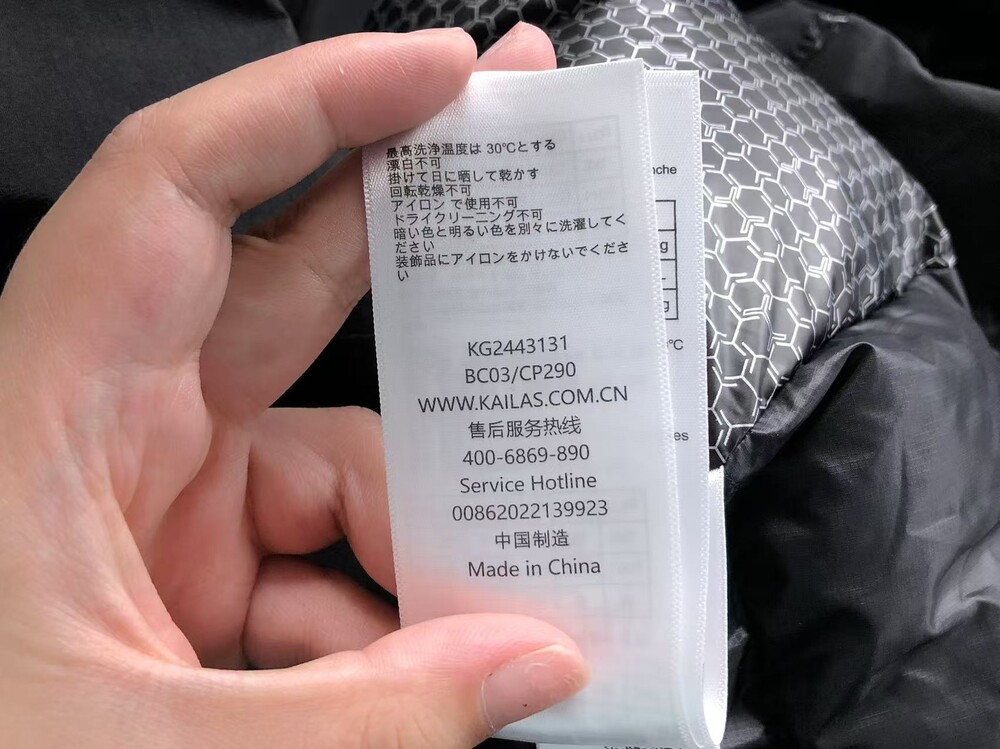 最高洗浄温度は 30℃とする
漂白不可
掛けて日に晒して乾かす
回転乾燥不可
アイロン で使用不可
ドライクリーニング不可
暗い色と明るい色を別々に洗濯してく
ださい
装飾品にアイロンをかけないでくださ
い
KG2443131
BC03/CP290
WWW.KAILAS.COM.CN
售后服务热线
400-6869-890
Service Hotline
00862022139923
中国制造
Made in China
nche
g
-
g
°C
es